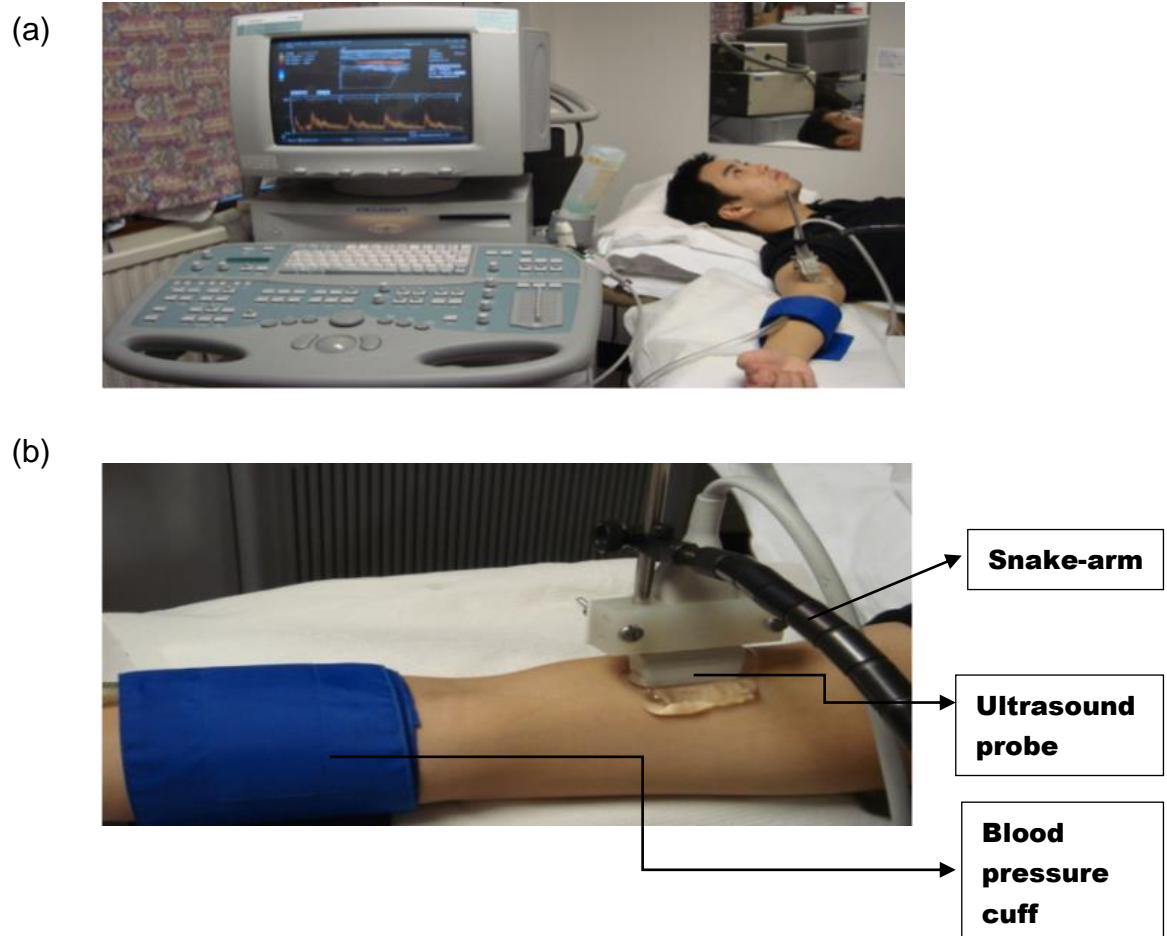 (a)
(b)
Snake-arm
Ultrasound
probe
Blood
pressure
cuff